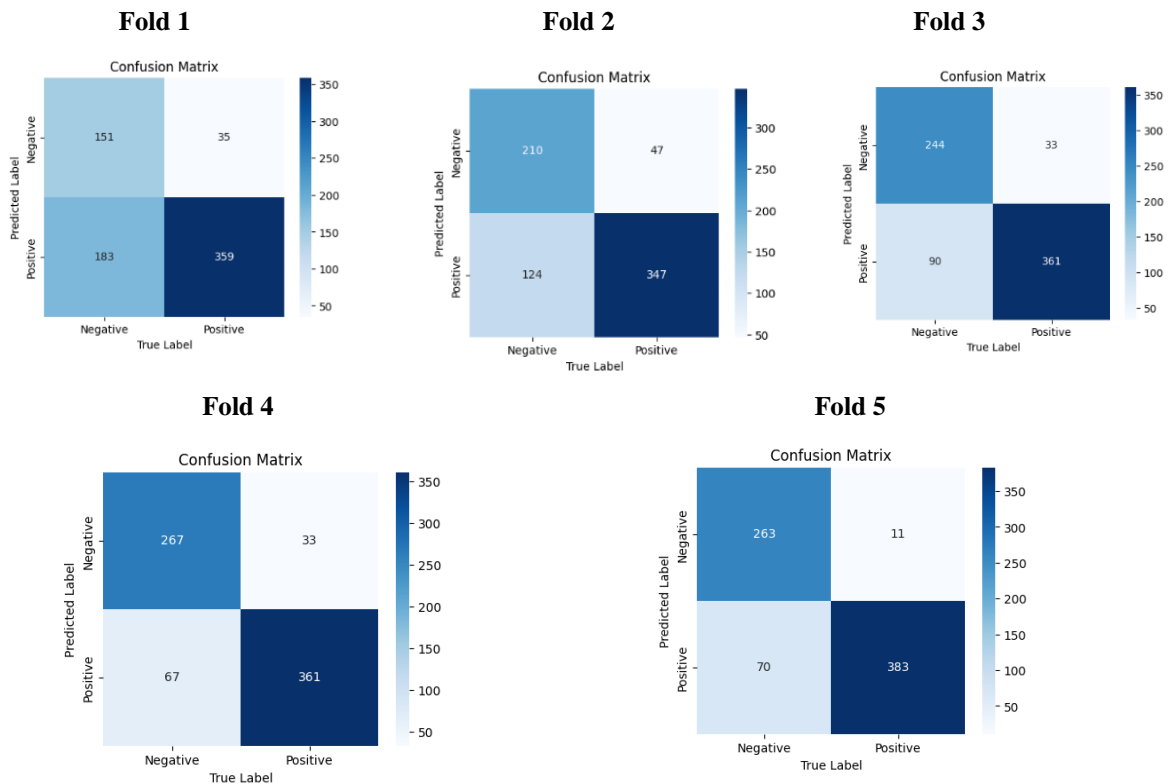 Fold 1
Confusion Matrix
Predicted Label
Negative
Positive
151
35
183
359
Negative
Positive
True Label
350
300
250
200
150
100
50
Fold 2
Confusion Matrix
Predicted Label
Negative
Positive
210
47
124
347
Negative
Positive
True Label
300
250
200
150
100
50
Fold 3
Confusion Matrix
Predicted Label
Negative
Positive
244
33
90
361
Negative
Positive
True Label
350
300
250
200
150
100
50
Fold 4
Confusion Matrix
Predicted Label
Negative
Positive
267
33
67
361
Negative
Positive
True Label
350
300
250
200
150
100
50
Fold 5
Confusion Matrix
Predicted Label
Negative
Positive
263
11
70
383
Negative
Positive
True Label
350
300
250
200
150
100
50